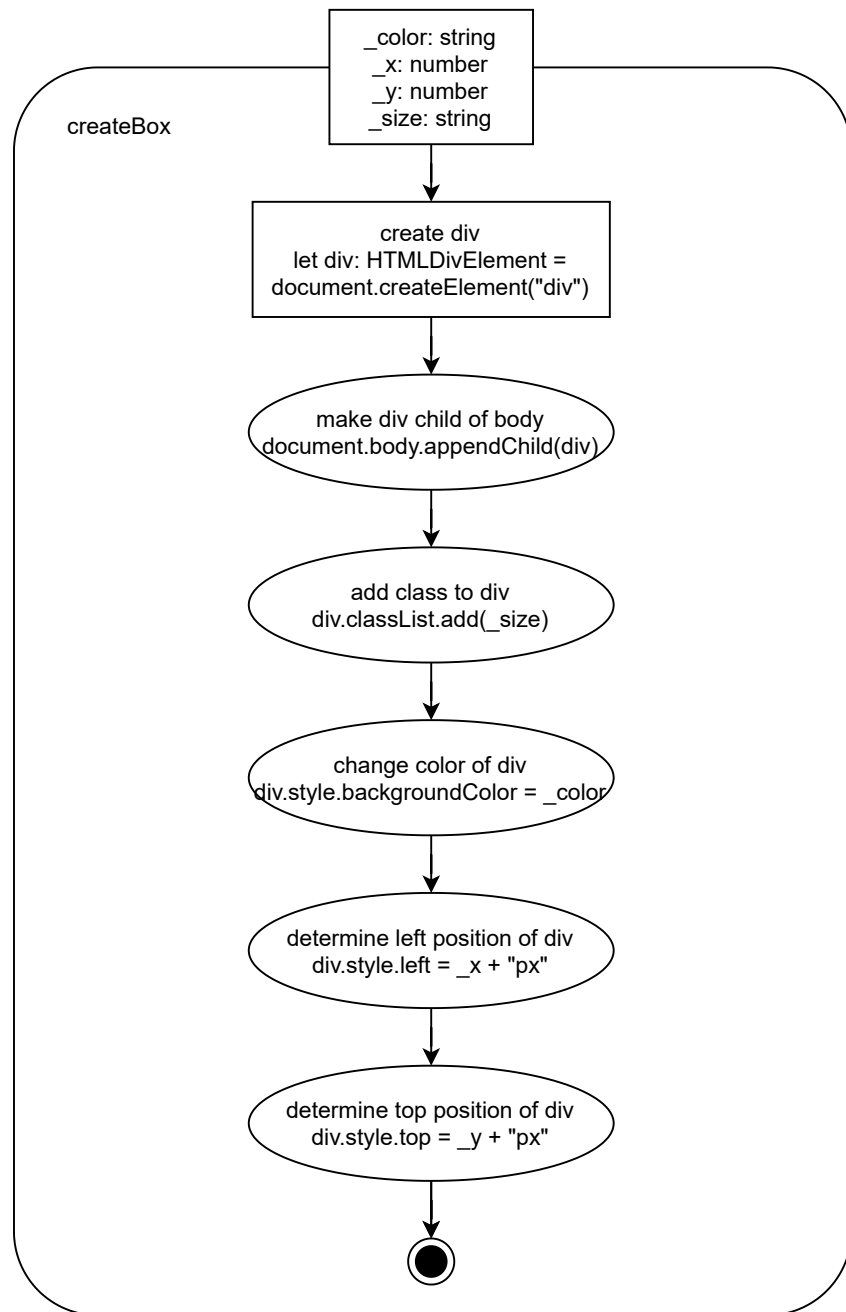 _color: string
_x: number
_y: number
_size: string
createBox
create div
let div: HTMLDivElement =
document.createElement("div")
make div child of body
document.body.appendChild(div)
add class to div
div.classList.add(_size)
change color of div
div.style.backgroundColor = _color
determine left position of div
div.style.left = _x + "px"
determine top position of div
div.style.top = _y + "px"